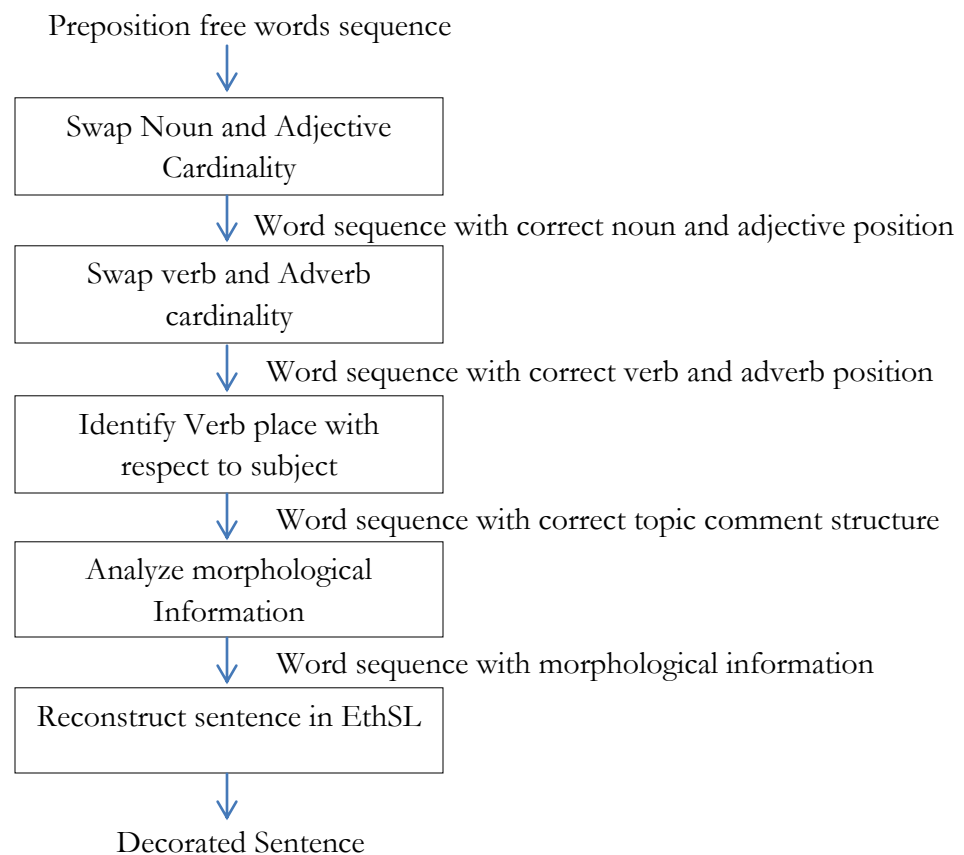 Preposition free words sequence
Swap Noun and Adjective
Cardinality
Word sequence with correct noun and adjective position
Swap verb and Adverb
cardinality
Word sequence with correct verb and adverb position
Identify Verb place with
respect to subject
Word sequence with correct topic comment structure
Analyze morphological
Information
Word sequence with morphological information
Reconstruct sentence in EthSL
Decorated Sentence